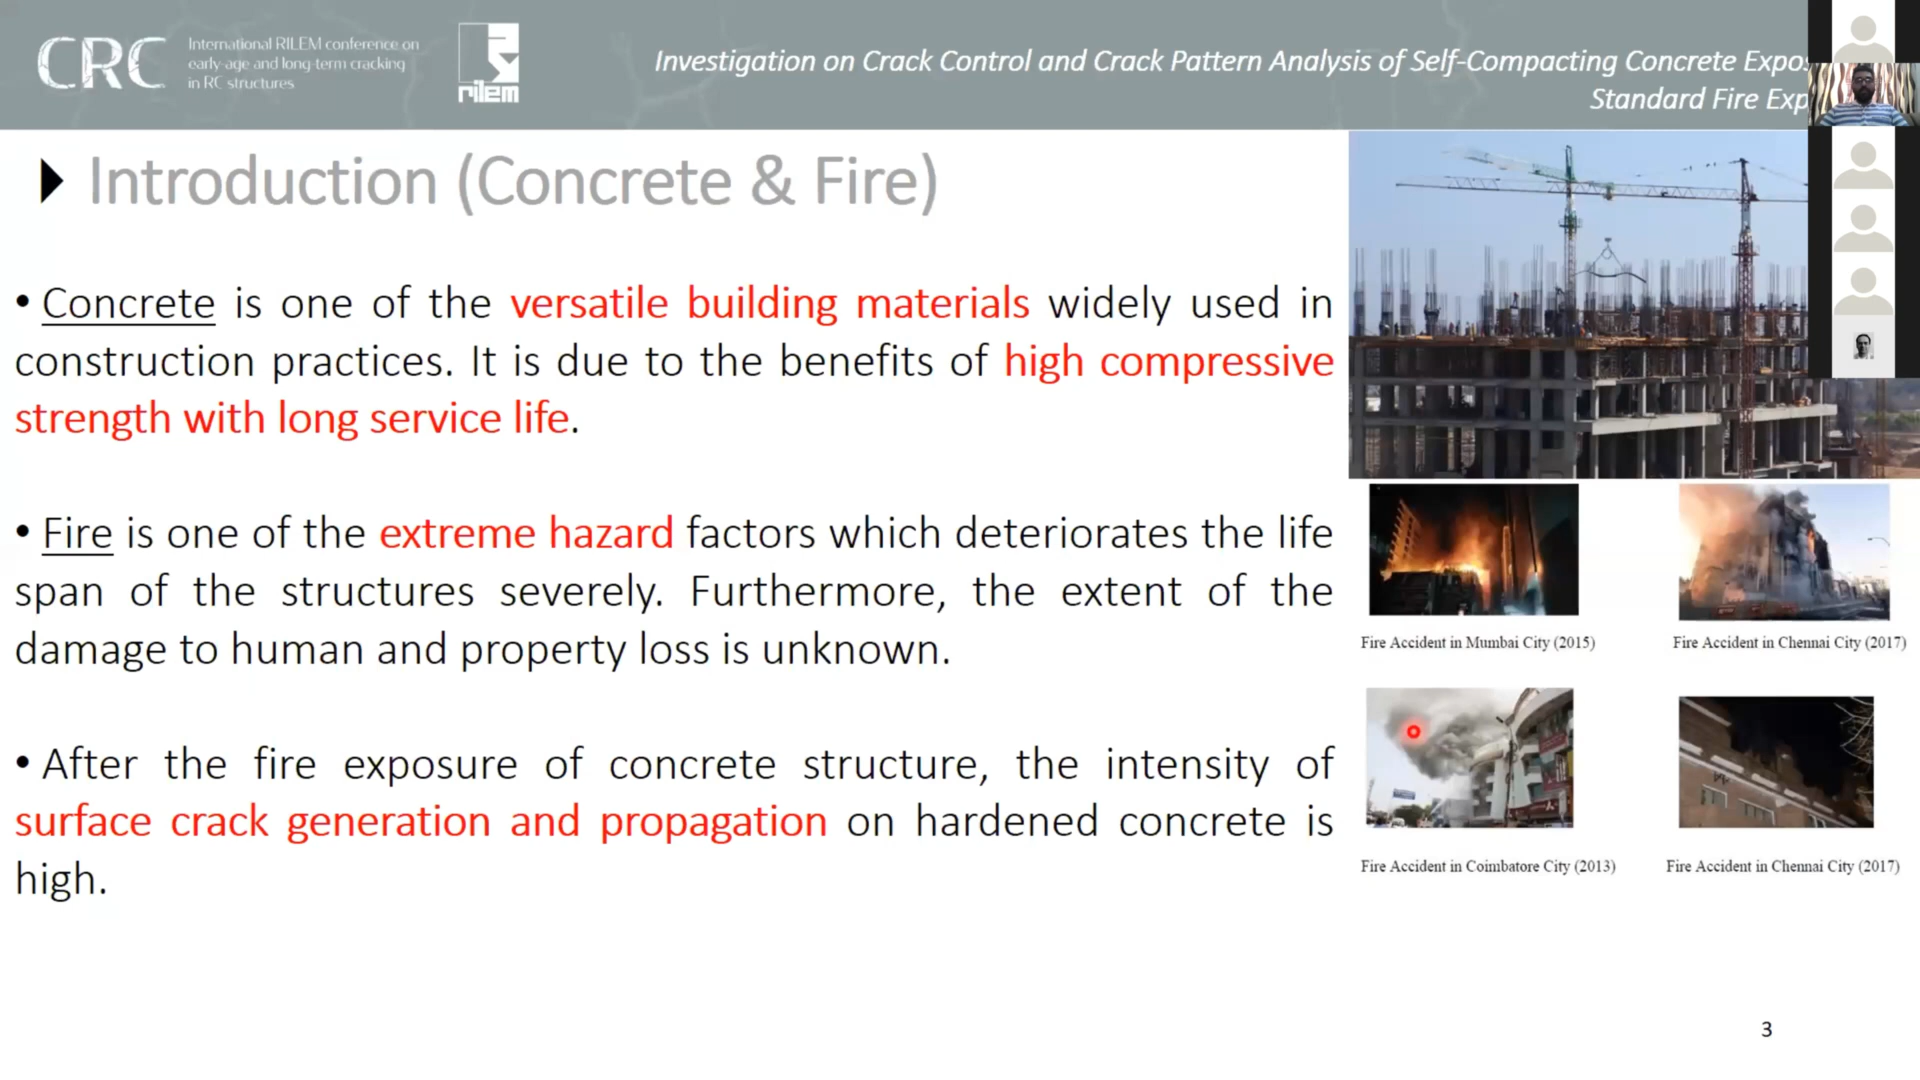 CRC
International RILEM conference on
early-age and long-term cracking
in RC structures
rilem
Investigation on Crack Control and Crack Pattern Analysis of Self-Compacting Concrete
Standard Fire
Introduction (Concrete & Fire)
• Concrete is one of the versatile building materials widely used in
construction practices. It is due to the benefits of high compressive
strength with long service life.
• Fire is one of the extreme hazard factors which deteriorates the life
span of the structures severely. Furthermore, the extent of the
damage to human and property loss is unknown.
• After the fire exposure of concrete structure, the intensity of
surface crack generation and propagation on hardened concrete is
high.
Fire Accident in Mumbai City (2015)
Fire Accident in Chennai City (2017)
Fire Accident in Coimbatore City (2013)
Fire Accident in Chennai City (2017)
3